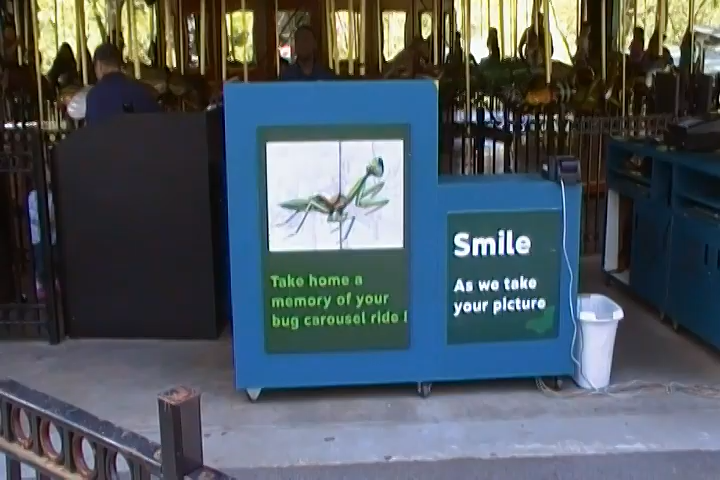 Take home a
memory of your
bug carousel ride !
Smile
As we take
your picture